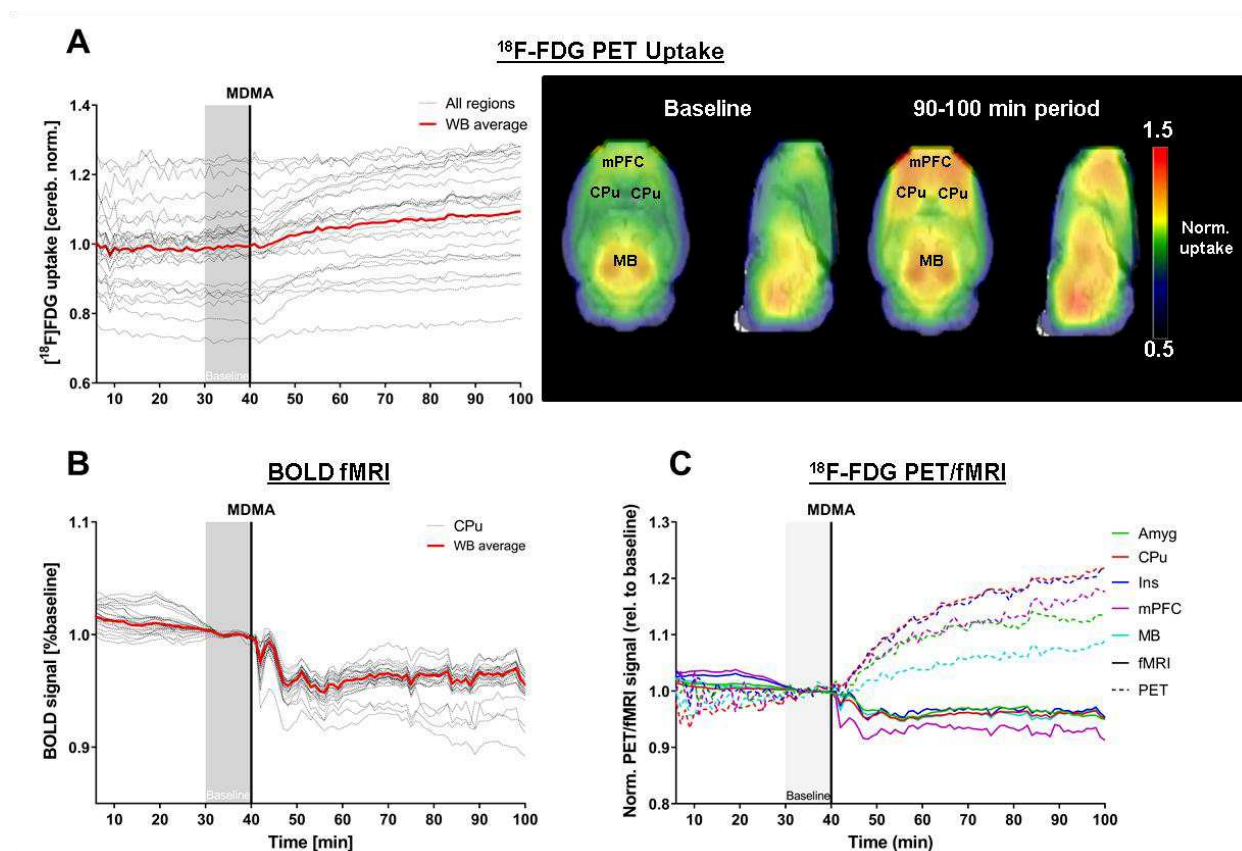 A
¹⁸F-FDG PET Uptake
MDMA
All regions
WB average
1.4
1.2
1.0
0.8
0.6
[¹⁸F]FDG uptake [cereb. norm.]
Baseline
10 20 30 40 50 60 70 80 90 100
Baseline
90-100 min period
mPFC
CPu CPu
MB
mPFC
CPu CPu
MB
1.5
Norm.
uptake
0.5
B
BOLD fMRI
MDMA
CPu
WB average
1.1
1.0
0.9
BOLD signal [%baseline]
Baseline
10 20 30 40 50 60 70 80 90 100
Time [min]
C
¹⁸F-FDG PET/fMRI
MDMA
1.3
1.2
1.1
1.0
0.9
0.8
Norm. PET/fMRI signal (rel. to baseline)
Baseline
10 20 30 40 50 60 70 80 90 100
Time (min)
Amyg
CPu
Ins
mPFC
MB
fMRI
PET